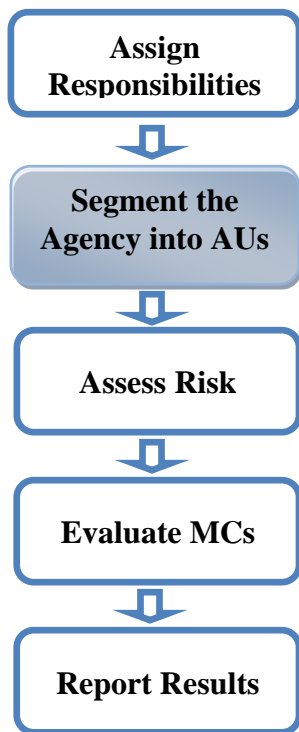 Assign
Responsibilities
Segment the
Agency into AUs
Assess Risk
Evaluate MCs
Report Results